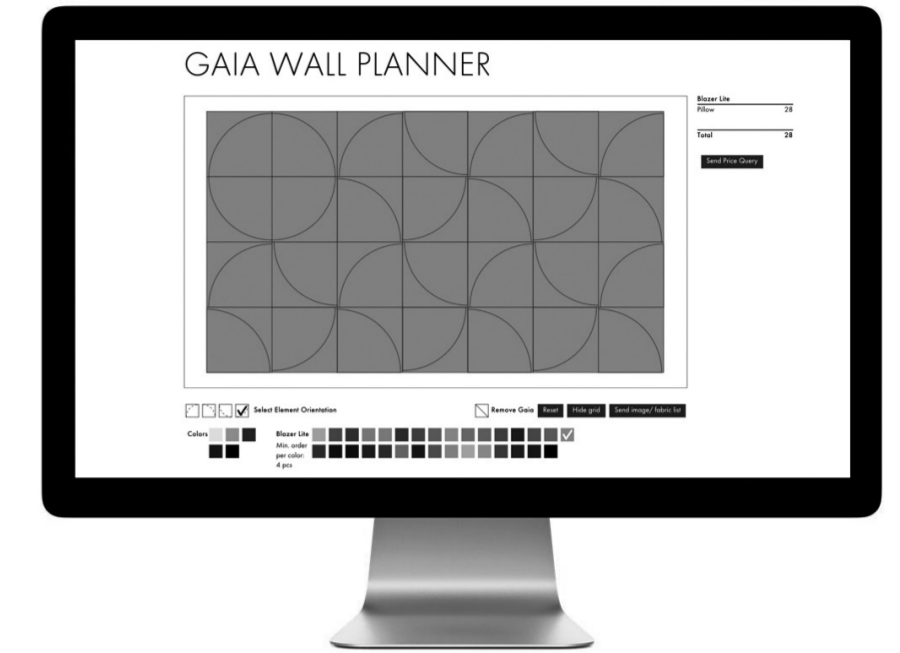 GAIA WALL PLANNER
Blazer Lite
Pillow 28
Total 28
Send Price Query
Select Element Orientation
Remove Gaia
Reset
Hide grid
Send image/ fabric list
Colors
Blazer Lite
Min. order
per color:
4 pcs